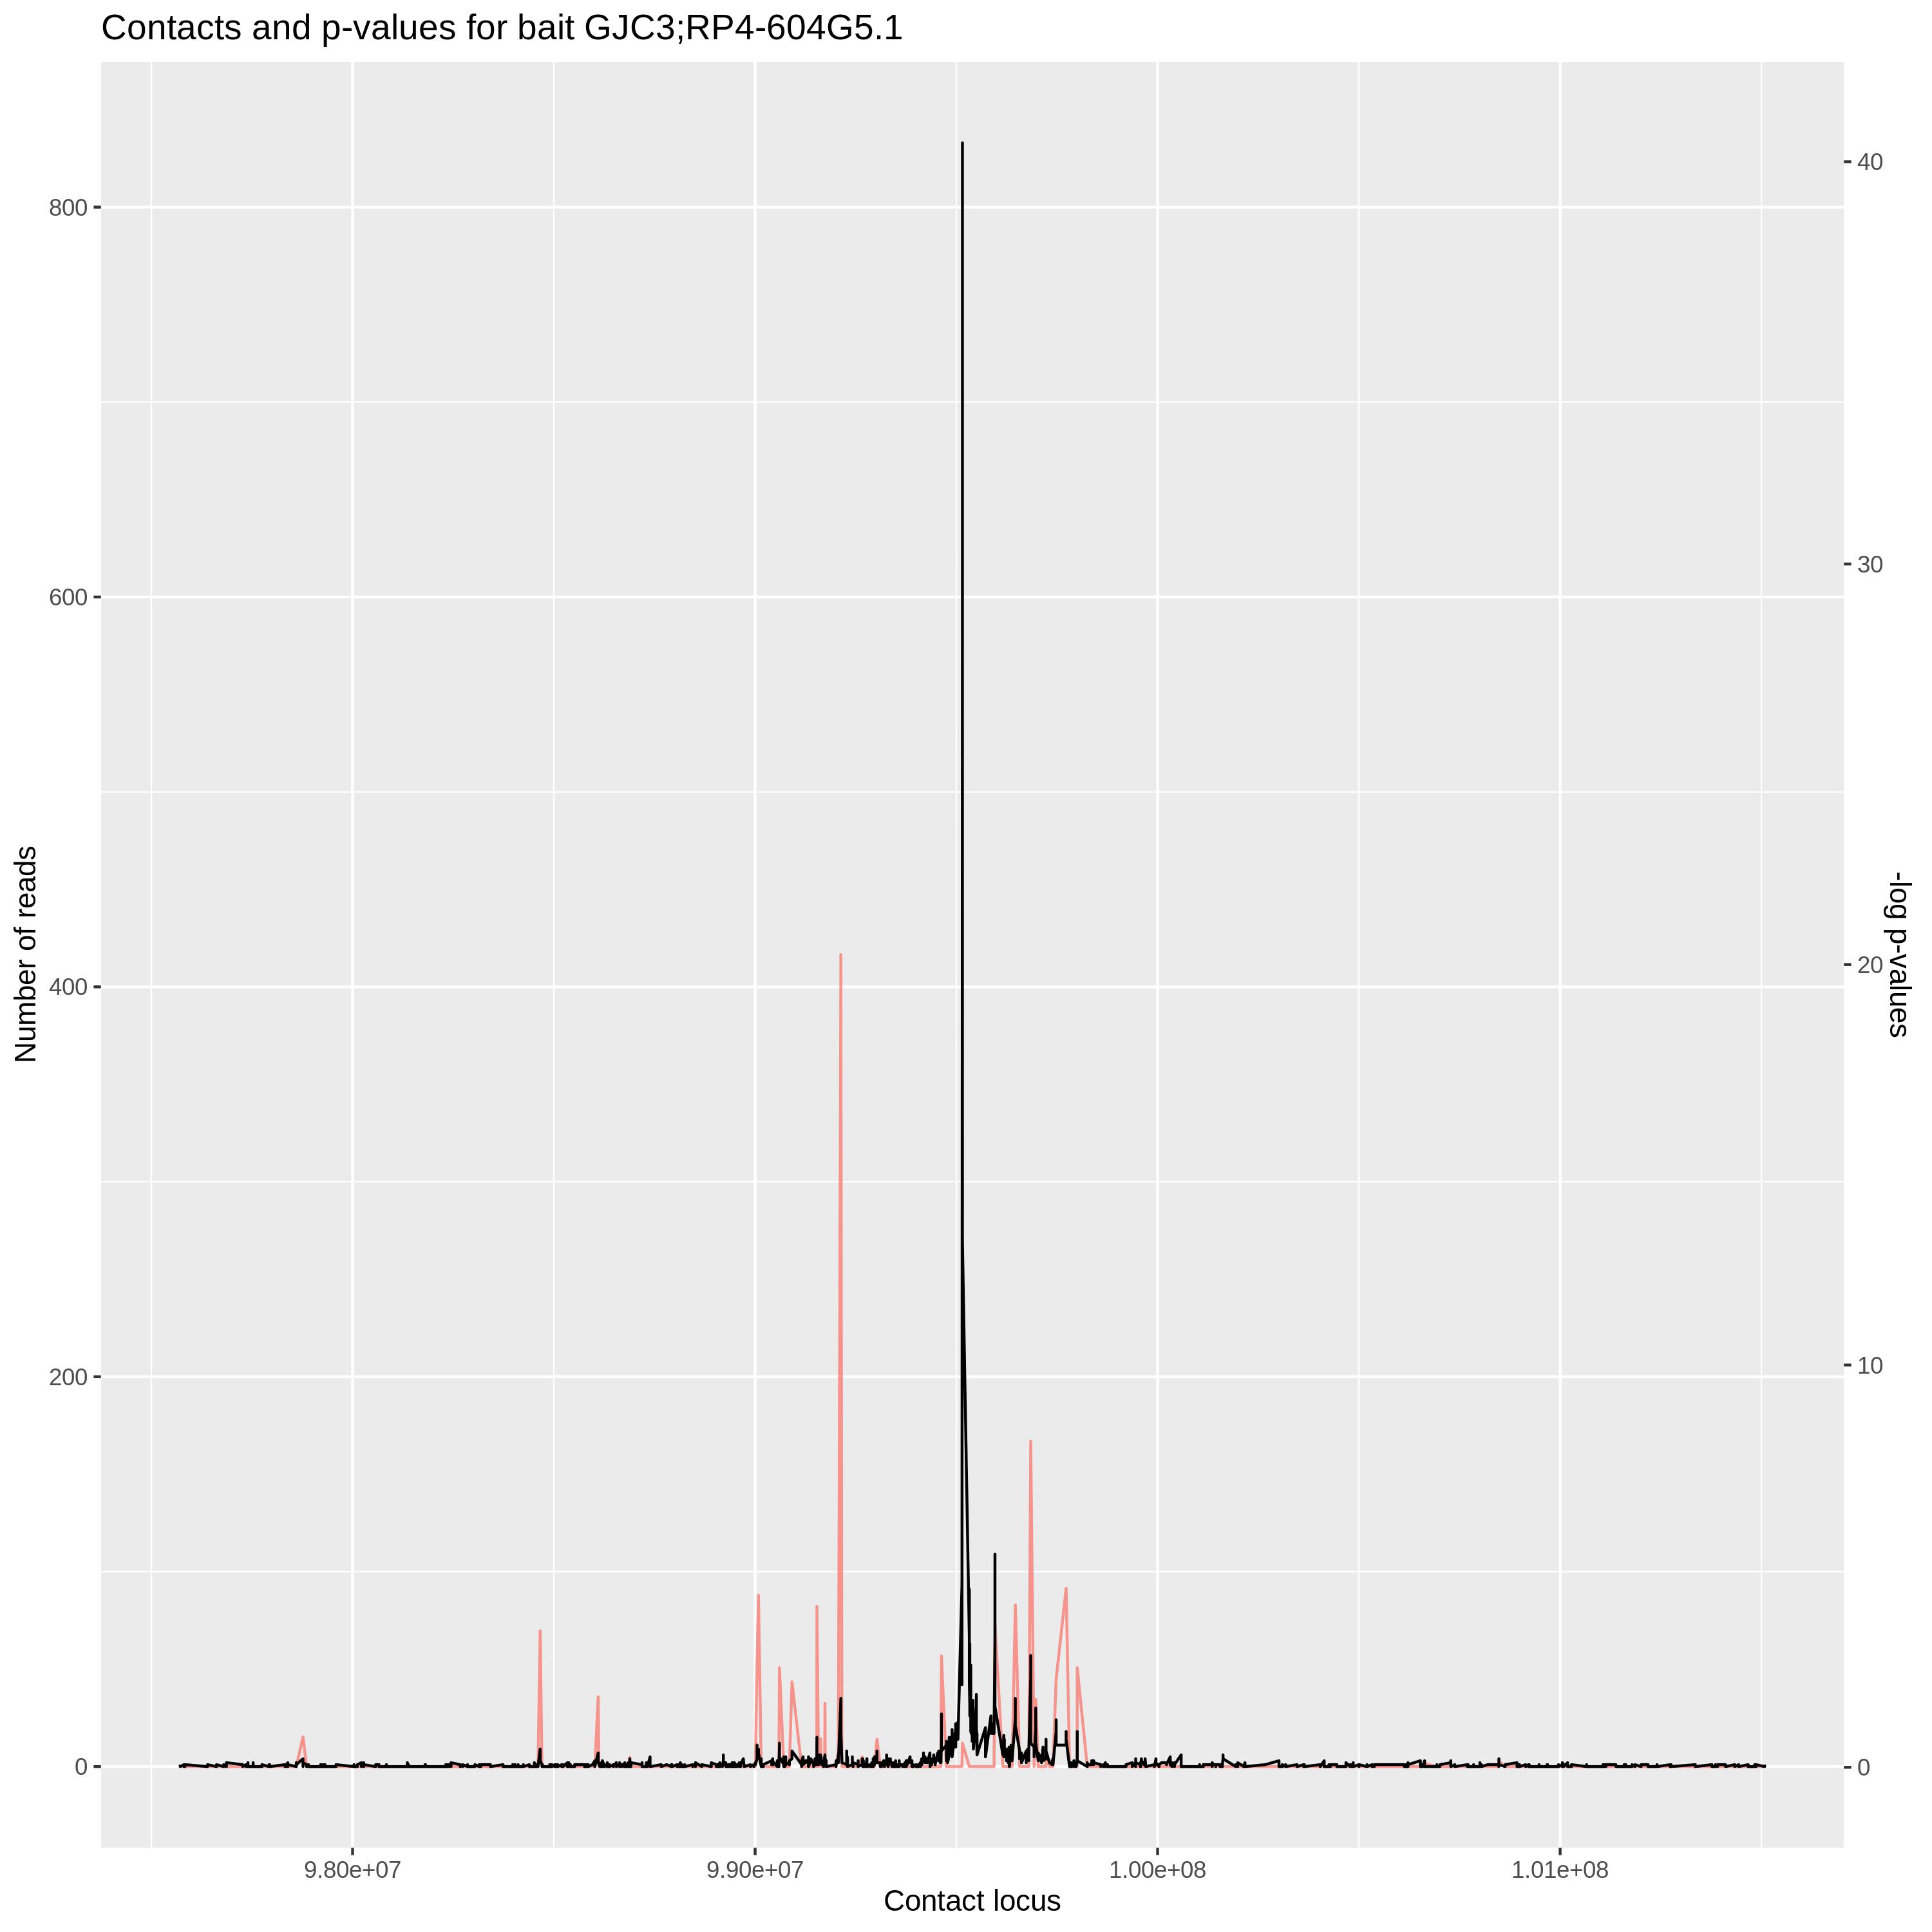 Contacts and p-values for bait GJC3;RP4-604G5.1
800
600
400
200
0
Number of reads
40
30
20
10
0
-log p-values
9.80e+07
9.90e+07
1.00e+08
1.01e+08
Contact locus